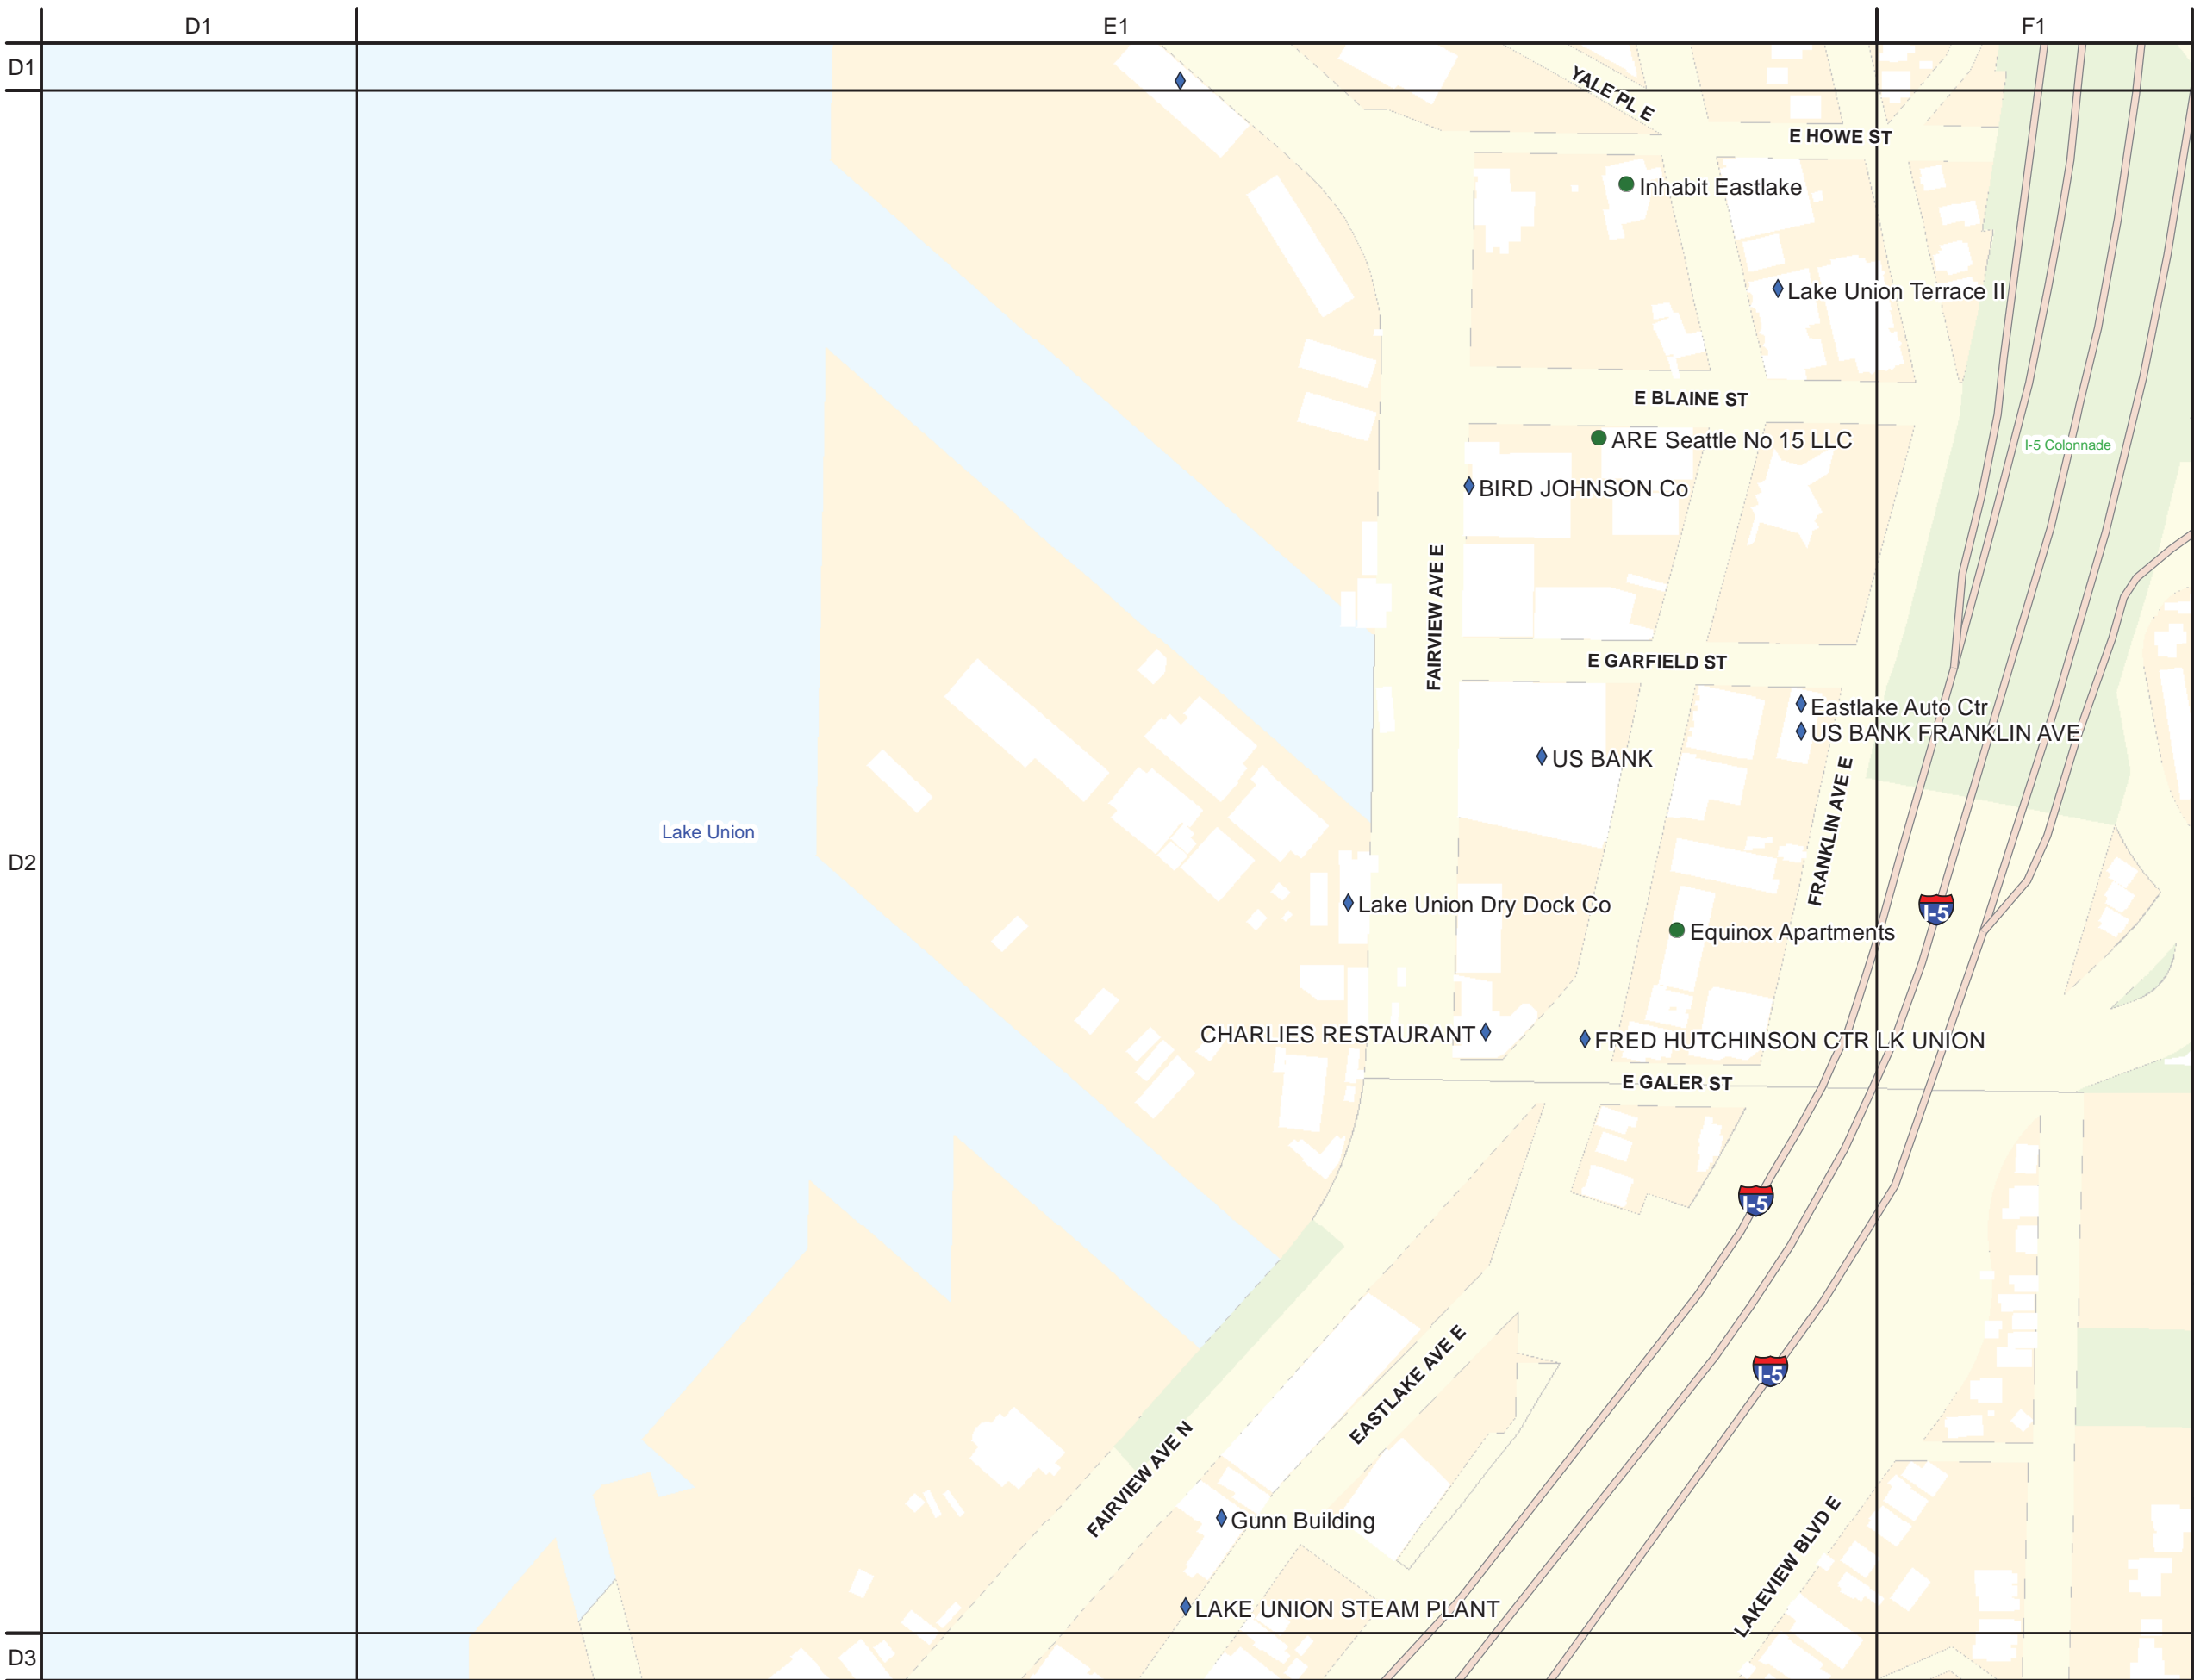 D1
E1
F1
D1
YALE PL E
E HOWE ST
Inhabit Eastlake
Lake Union Terrace II
E BLAINE ST
ARE Seattle No 15 LLC
I-5 Colonnade
BIRD JOHNSON Co
FAIRVIEW AVE E
E GARFIELD ST
Eastlake Auto Ctr
US BANK FRANKLIN AVE
US BANK
FRANKLIN AVE E
Lake Union
D2
Lake Union Dry Dock Co
I-5
Equinox Apartments
CHARLIES RESTAURANT
FRED HUTCHINSON CTR LK UNION
E GALER ST
I-5
I-5
EASTLAKE AVE E
FAIRVIEW AVE N
Gunn Building
LAKEVIEW BLVD E
LAKE UNION STEAM PLANT
D3